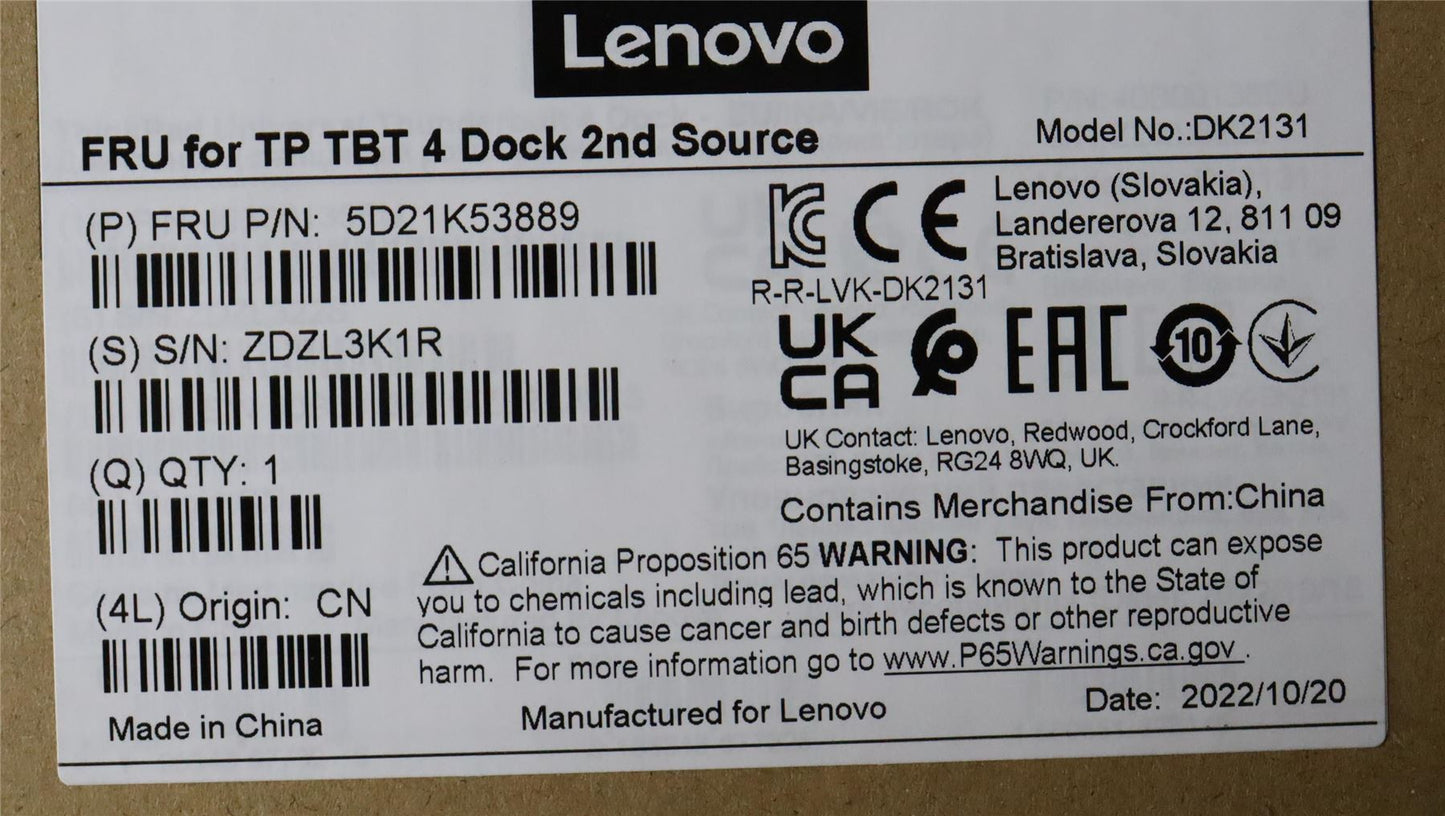 Lenovo
FRU for TP TBT 4 Dock 2nd Source
Model No.:DK2131
(P) FRU P/N: 5D21K53889
(S) S/N: ZDZL3K1R
(Q) QTY: 1
(4L) Origin: CN
Made in China
Lenovo (Slovakia),
Landererova 12, 811 09
Bratislava, Slovakia
KC CE
R-R-LVK-DK2131
UK
CA
EAC
10
UK Contact: Lenovo, Redwood, Crockford Lane,
Basingstoke, RG24 8WQ, UK.
Contains Merchandise From:China
California Proposition 65 WARNING: This product can expose
you to chemicals including lead, which is known to the State of
California to cause cancer and birth defects or other reproductive
harm. For more information go to www.P65Warnings.ca.gov .
Manufactured for Lenovo
Date: 2022/10/20